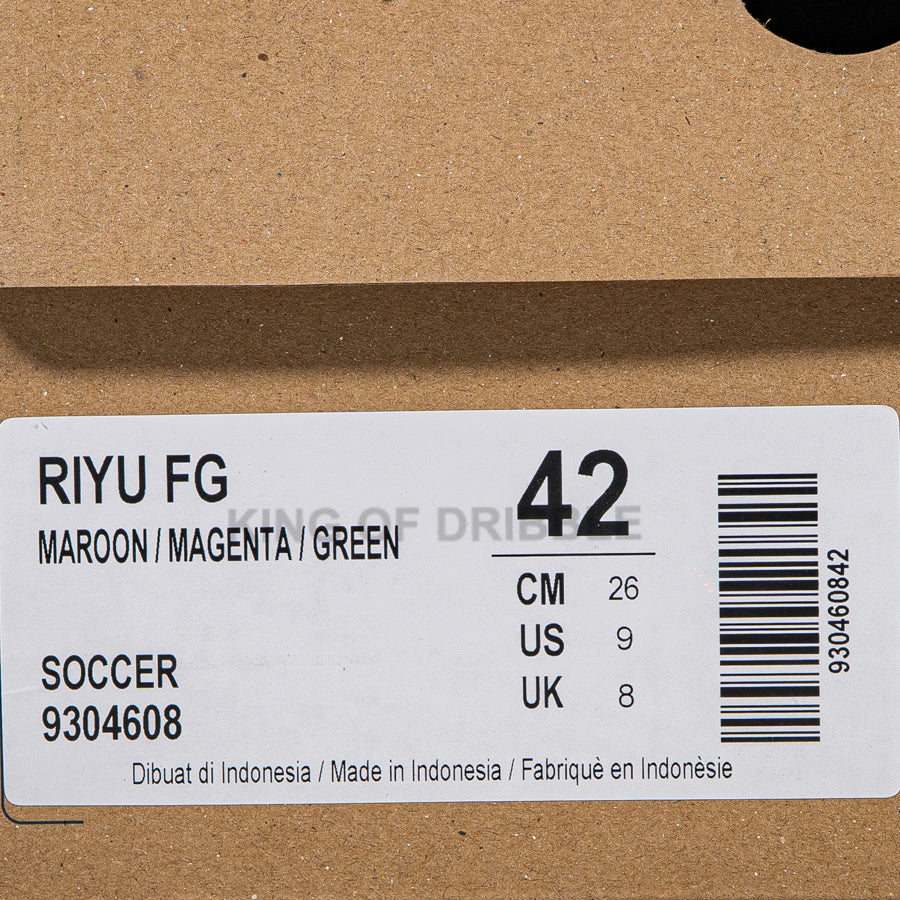 RIYU FG
MAROON / MAGENTA / GREEN
KING OF DRIBBLE
SOCCER
9304608
42
CM 26
US 9
UK 8
930460842
Dibuat di Indonesia / Made in Indonesia / Fabriquè en Indonèsie